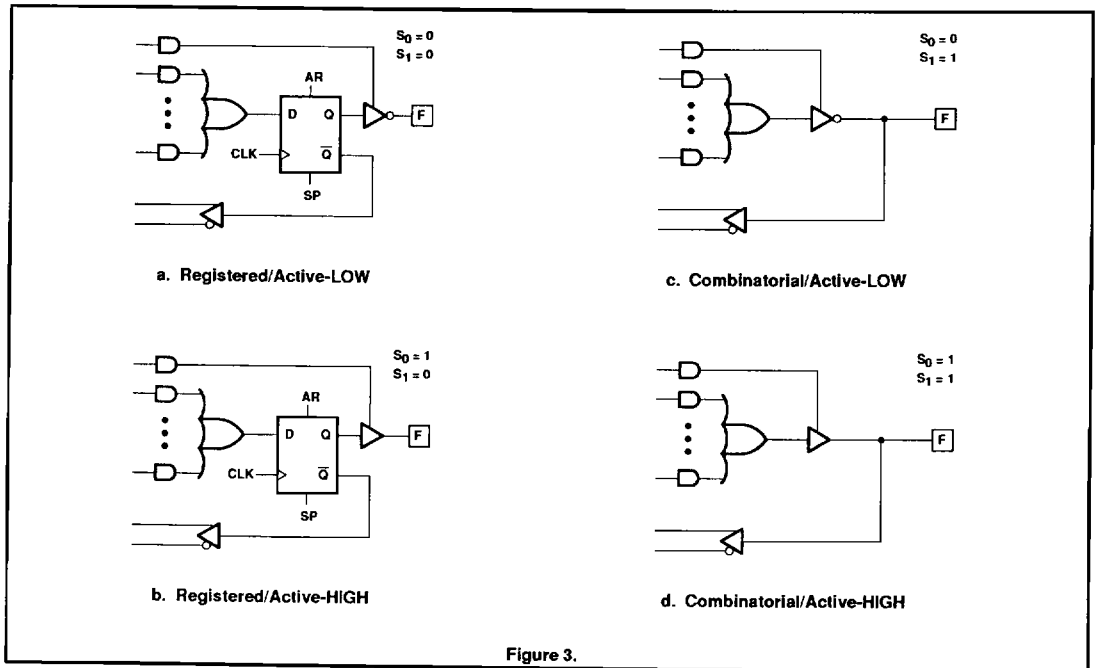 S0 = 0
S1 = 0
AR
D Q
F
CLK
Q̅
SP
a. Registered/Active-LOW
S0 = 0
S1 = 1
F
c. Combinatorial/Active-LOW
S0 = 1
S1 = 0
AR
D Q
F
CLK
Q̅
SP
b. Registered/Active-HIGH
S0 = 1
S1 = 1
F
d. Combinatorial/Active-HIGH
Figure 3.